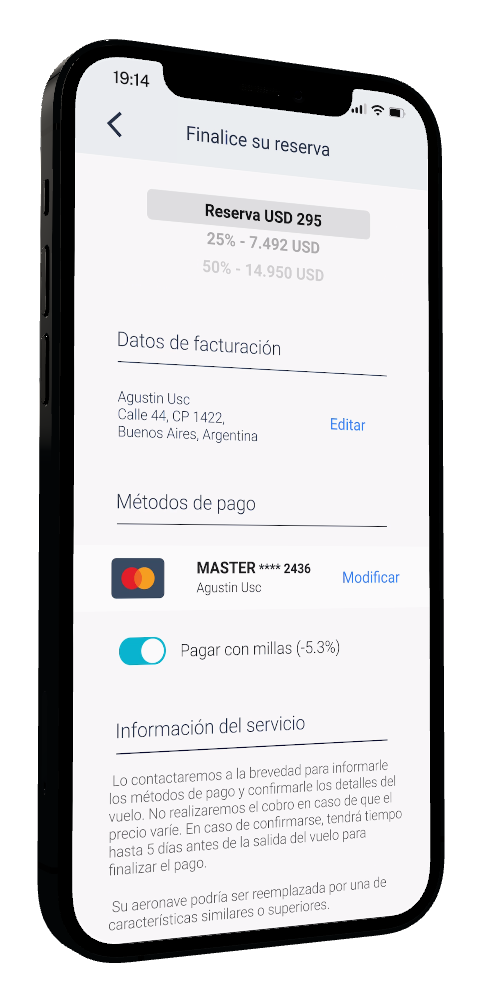 19:14
Finalice su reserva
Reserva USD 295
25% - 7.492 USD
50% - 14.950 USD
Datos de facturación
Agustin Usc
Calle 44, CP 1422,
Buenos Aires, Argentina
Editar
Métodos de pago
MASTER **** 2436
Agustin Usc
Modificar
Pagar con millas (-5.3%)
Información del servicio
Lo contactaremos a la brevedad para informarle
los métodos de pago y confirmarle los detalles del
vuelo. No realizaremos el cobro en caso de que el
precio varíe. En caso de confirmarse, tendrá tiempo
hasta 5 días antes de la salida del vuelo para
finalizar el pago.
Su aeronave podría ser reemplazada por una de
características similares o superiores.